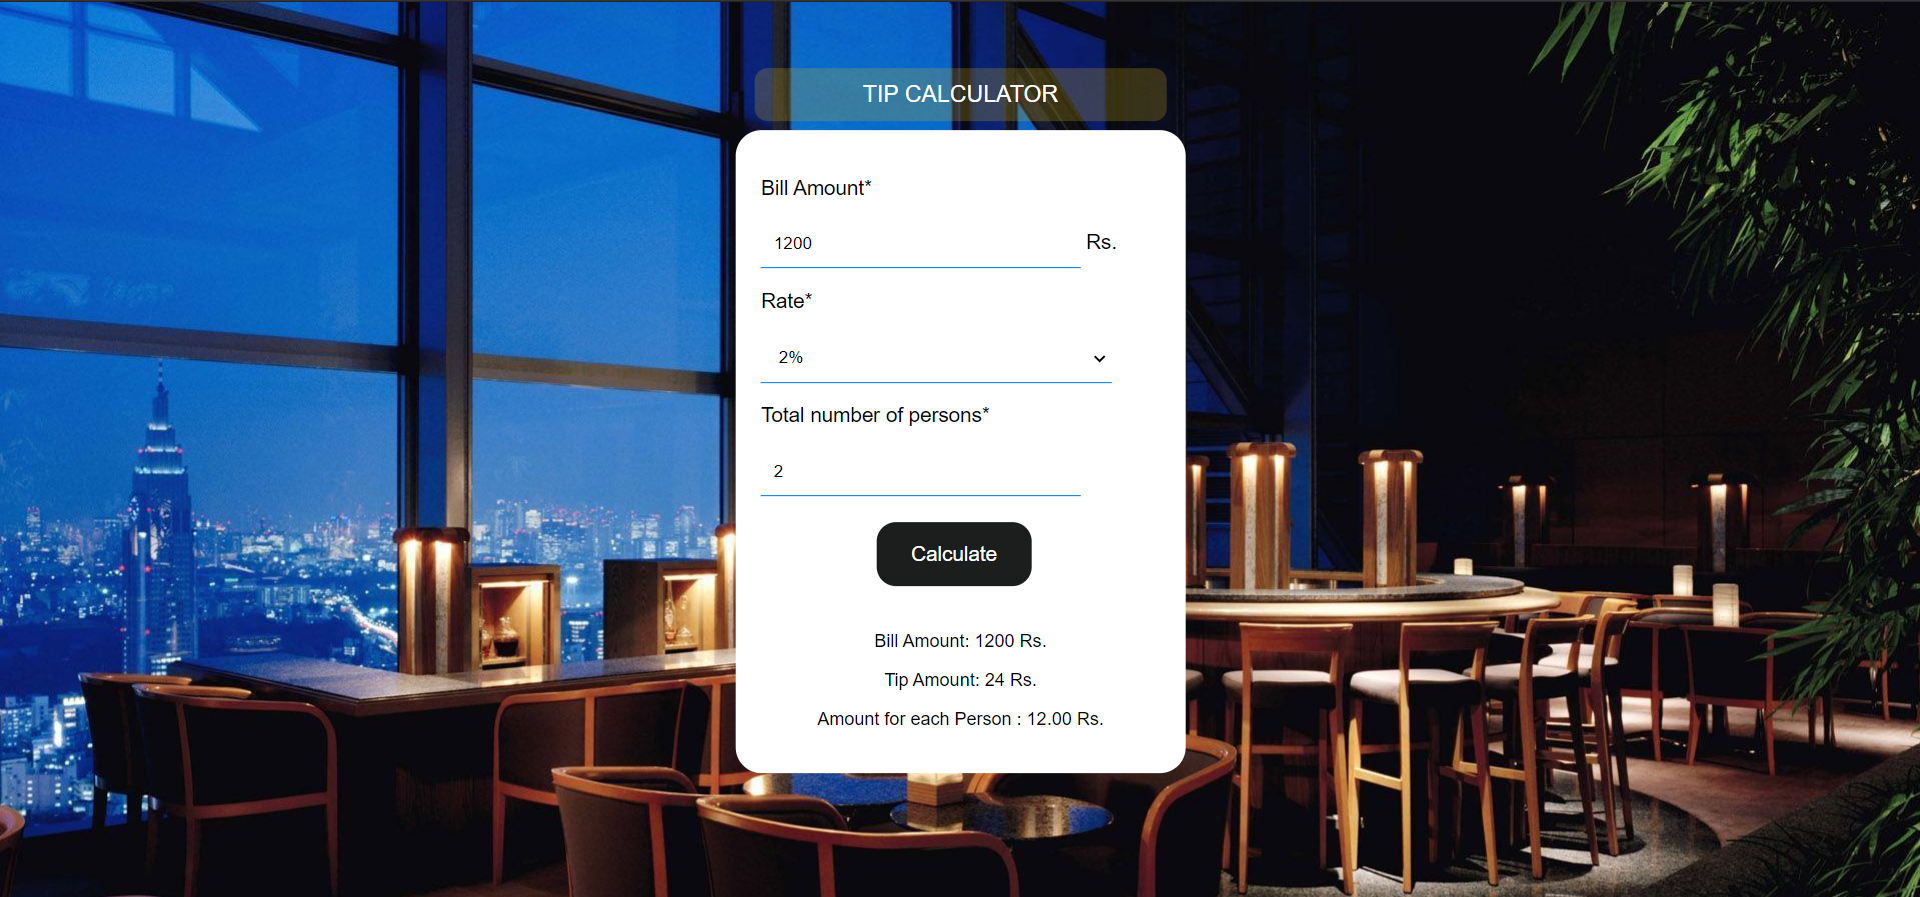 TIP CALCULATOR
Bill Amount*
1200 Rs.
Rate*
2%
Total number of persons*
2
Calculate
Bill Amount: 1200 Rs.
Tip Amount: 24 Rs.
Amount for each Person : 12.00 Rs.